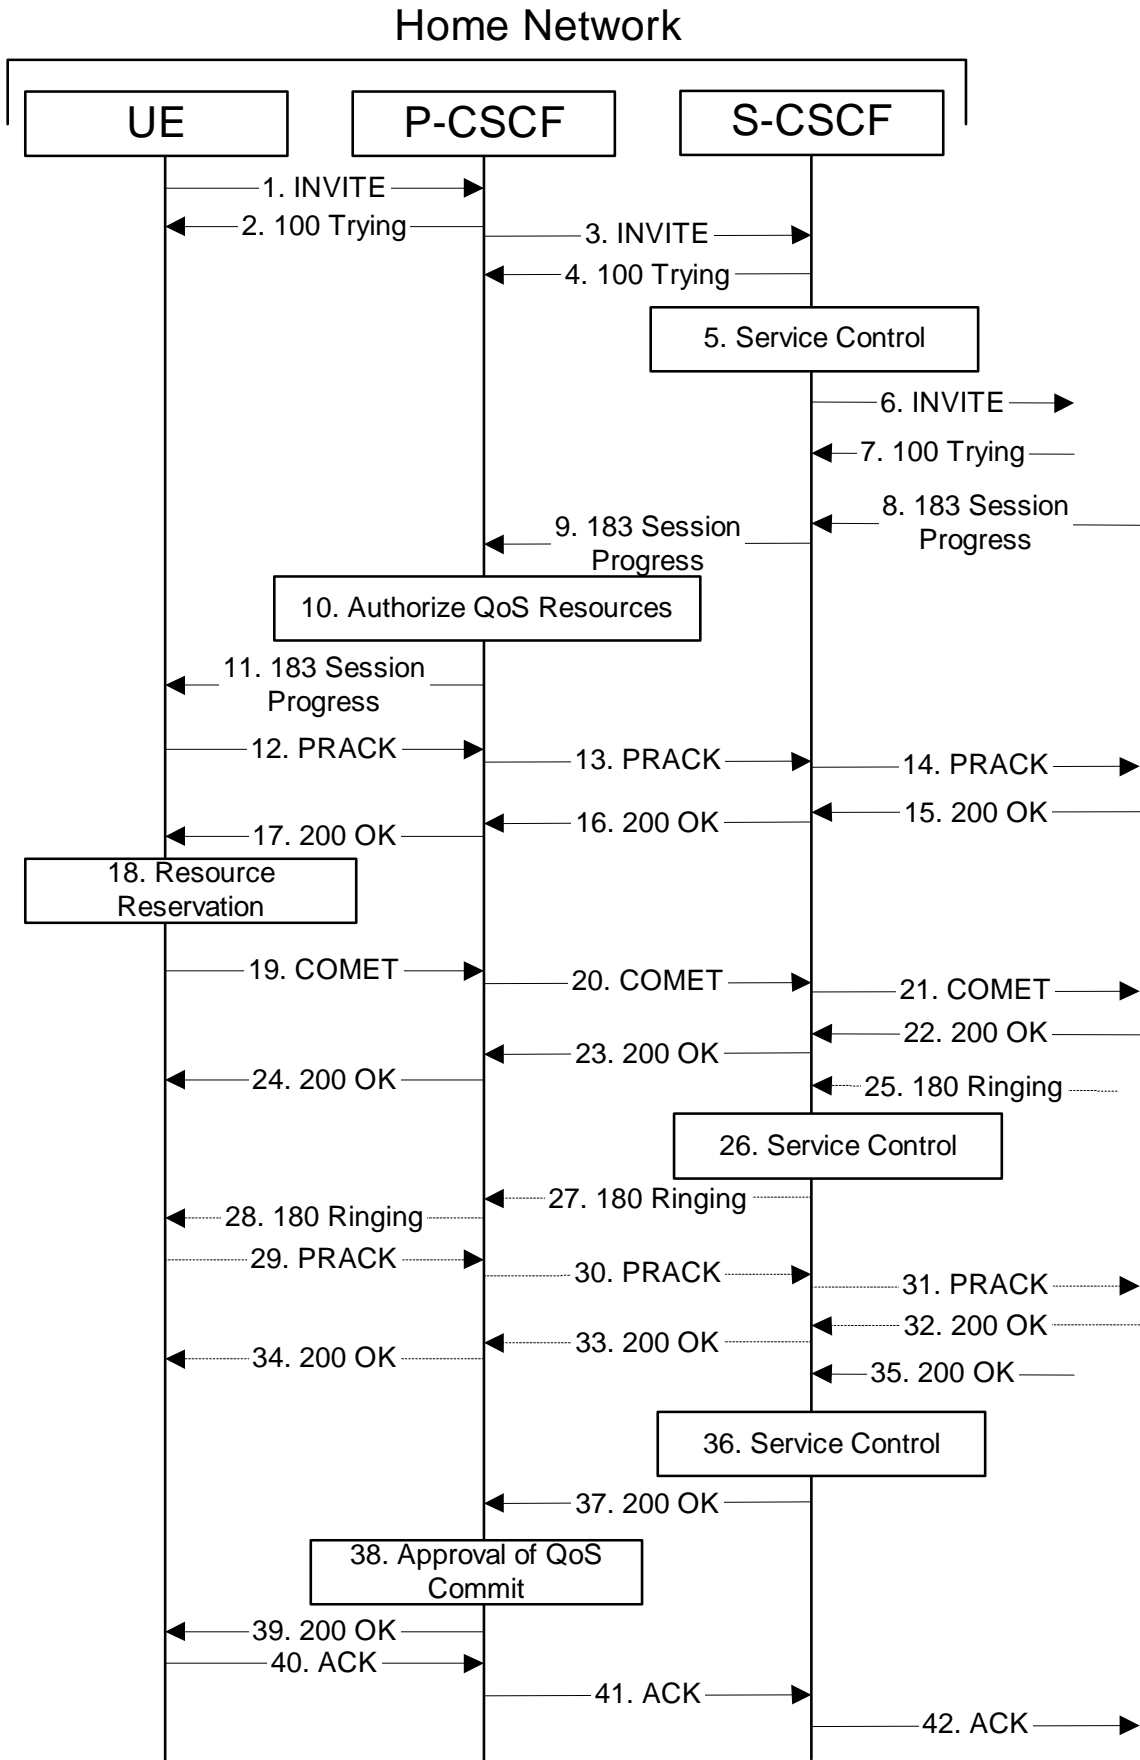 Home Network
UE
P-CSCF
S-CSCF
1. INVITE
2. 100 Trying
3. INVITE
4. 100 Trying
5. Service Control
6. INVITE
7. 100 Trying
8. 183 Session
Progress
9. 183 Session
Progress
10. Authorize QoS Resources
11. 183 Session
Progress
12. PRACK
13. PRACK
14. PRACK
15. 200 OK
16. 200 OK
17. 200 OK
18. Resource
Reservation
19. COMET
20. COMET
21. COMET
22. 200 OK
23. 200 OK
24. 200 OK
25. 180 Ringing
26. Service Control
27. 180 Ringing
28. 180 Ringing
29. PRACK
30. PRACK
31. PRACK
32. 200 OK
33. 200 OK
34. 200 OK
35. 200 OK
36. Service Control
37. 200 OK
38. Approval of QoS
Commit
39. 200 OK
40. ACK
41. ACK
42. ACK